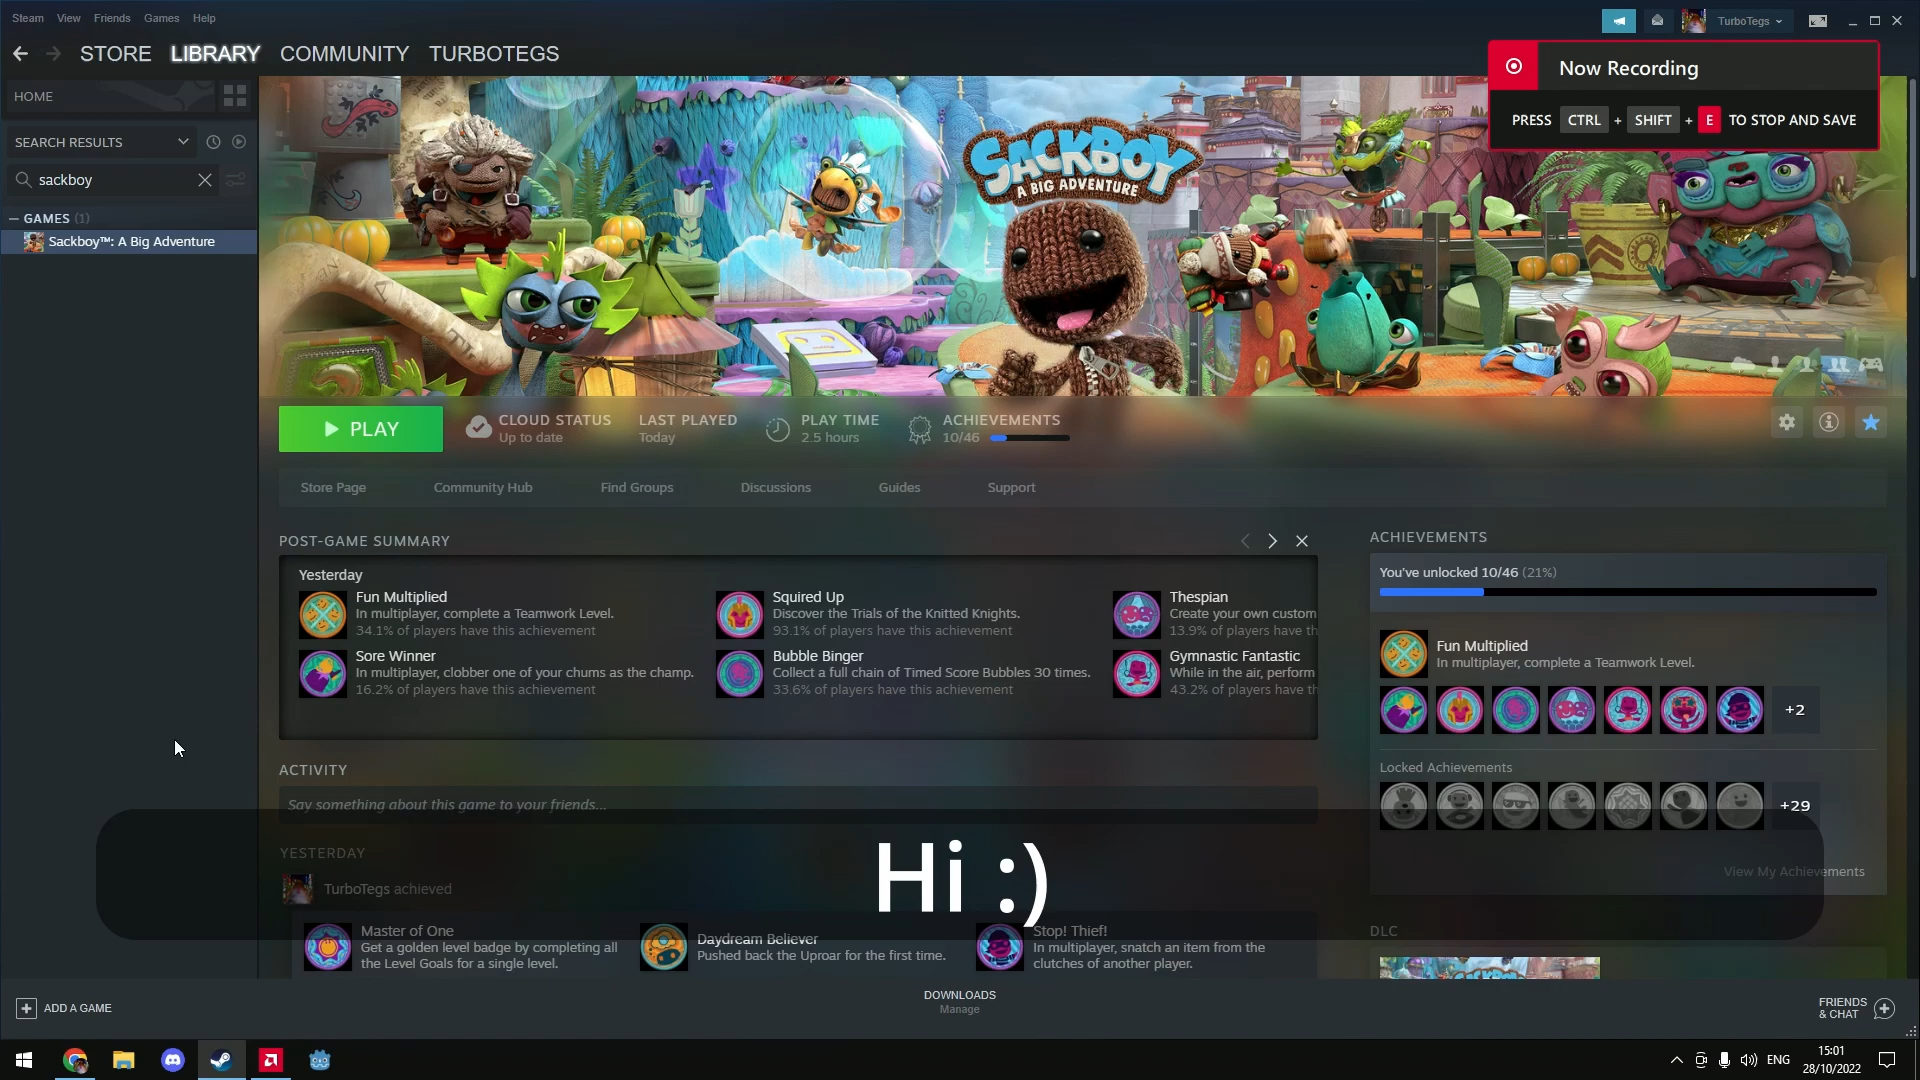 Steam View Friends Games Help
TurboTegs
STORE LIBRARY COMMUNITY TURBOTEGS
Now Recording
PRESS CTRL + SHIFT + E TO STOP AND SAVE
HOME
SEARCH RESULTS
sackboy
GAMES (1)
Sackboy™: A Big Adventure
SACKBOY
A BIG ADVENTURE
PLAY
CLOUD STATUS
Up to date
LAST PLAYED
Today
PLAY TIME
2.5 hours
ACHIEVEMENTS
10/46
Store Page Community Hub Find Groups Discussions Guides Support
POST-GAME SUMMARY
Yesterday
Fun Multiplied
In multiplayer, complete a Teamwork Level.
34.1% of players have this achievement
Squired Up
Discover the Trials of the Knitted Knights.
93.1% of players have this achievement
Thespian
Create your own custom
13.9% of players have th
Sore Winner
In multiplayer, clobber one of your chums as the champ.
16.2% of players have this achievement
Bubble Binger
Collect a full chain of Timed Score Bubbles 30 times.
33.6% of players have this achievement
Gymnastic Fantastic
While in the air, perform
43.2% of players have th
ACHIEVEMENTS
You've unlocked 10/46 (21%)
Fun Multiplied
In multiplayer, complete a Teamwork Level.
+2
Locked Achievements
+29
View My Achievements
ACTIVITY
Say something about this game to your friends...
YESTERDAY
TurboTegs achieved
Hi :)
Master of One
Get a golden level badge by completing all
the Level Goals for a single level.
Daydream Believer
Pushed back the Uproar for the first time.
Stop! Thief!
In multiplayer, snatch an item from the
clutches of another player.
DLC
ADD A GAME
DOWNLOADS
Manage
FRIENDS
& CHAT
ENG
15:01
28/10/2022